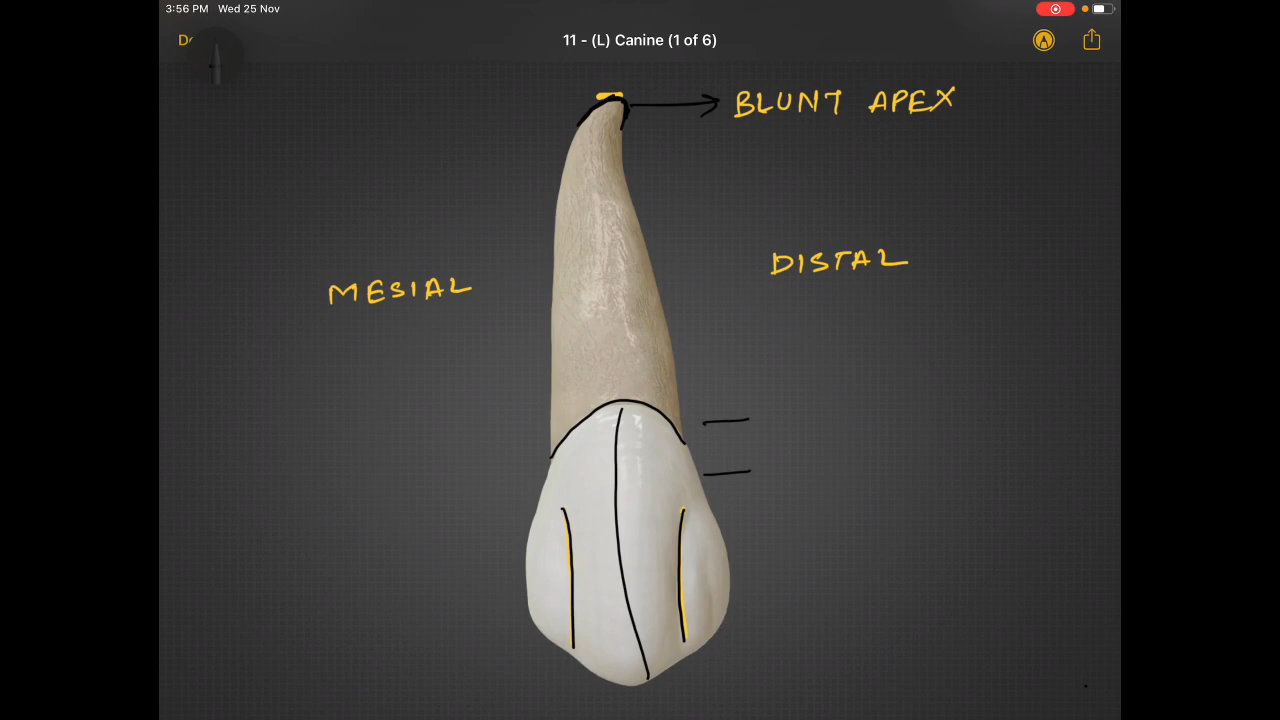 3:56 PM Wed 25 Nov
11 - (L) Canine (1 of 6)
BLUNT APEX
DISTAL
MESIAL